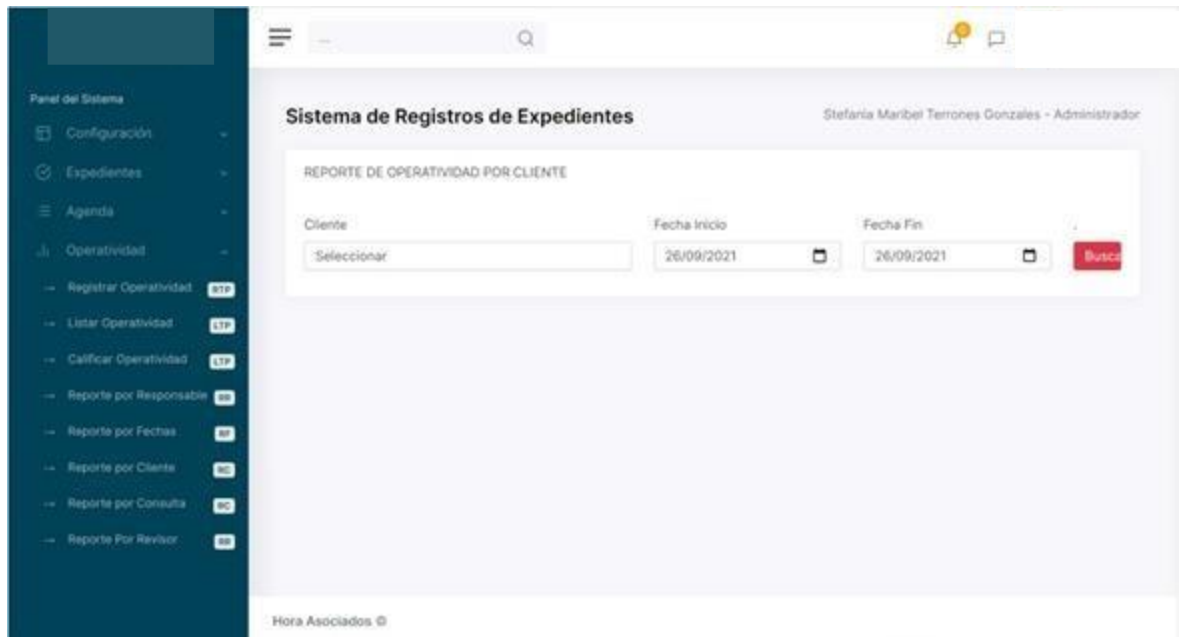 ...
Panel del Sistema
Configuración
Expedientes
Agenda
Operatividad
Registrar Operatividad RTP
Listar Operatividad LTP
Calificar Operatividad LTP
Reporte por Responsable
Reporte por Fechas RF
Reporte por Cliente RC
Reporte por Consulta RC
Reporte Por Revisor
Sistema de Registros de Expedientes
Stefania Maribel Terrones Gonzales - Administrador
REPORTE DE OPERATIVIDAD POR CLIENTE
Cliente
Fecha Inicio
Fecha Fin
.
Seleccionar
26/09/2021
26/09/2021
Busca
Hora Asociados ©